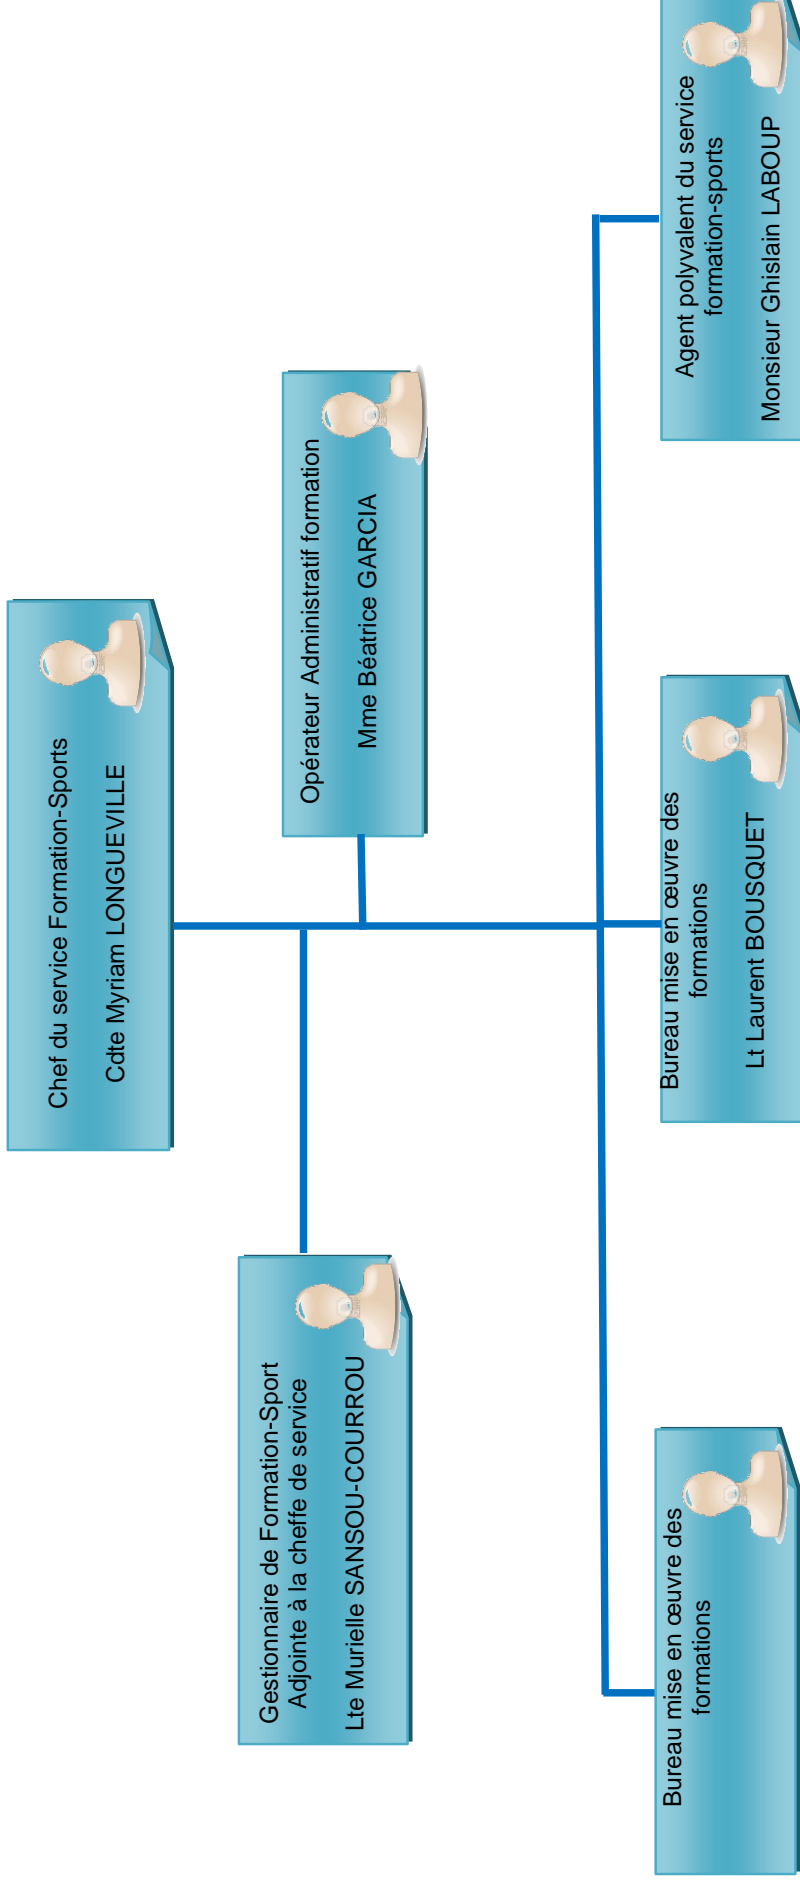 Chef du service Formation-Sports
Cdte Myriam LONGUEVILLE
Gestionnaire de Formation-Sport
Adjointe à la cheffe de service
Lte Murielle SANSOU-COURROU
Opérateur Administratif formation
Mme Béatrice GARCIA
Bureau mise en œuvre des
formations
Bureau mise en œuvre des
formations
Lt Laurent BOUSQUET
Agent polyvalent du service
formation-sports
Monsieur Ghislain LABOUP